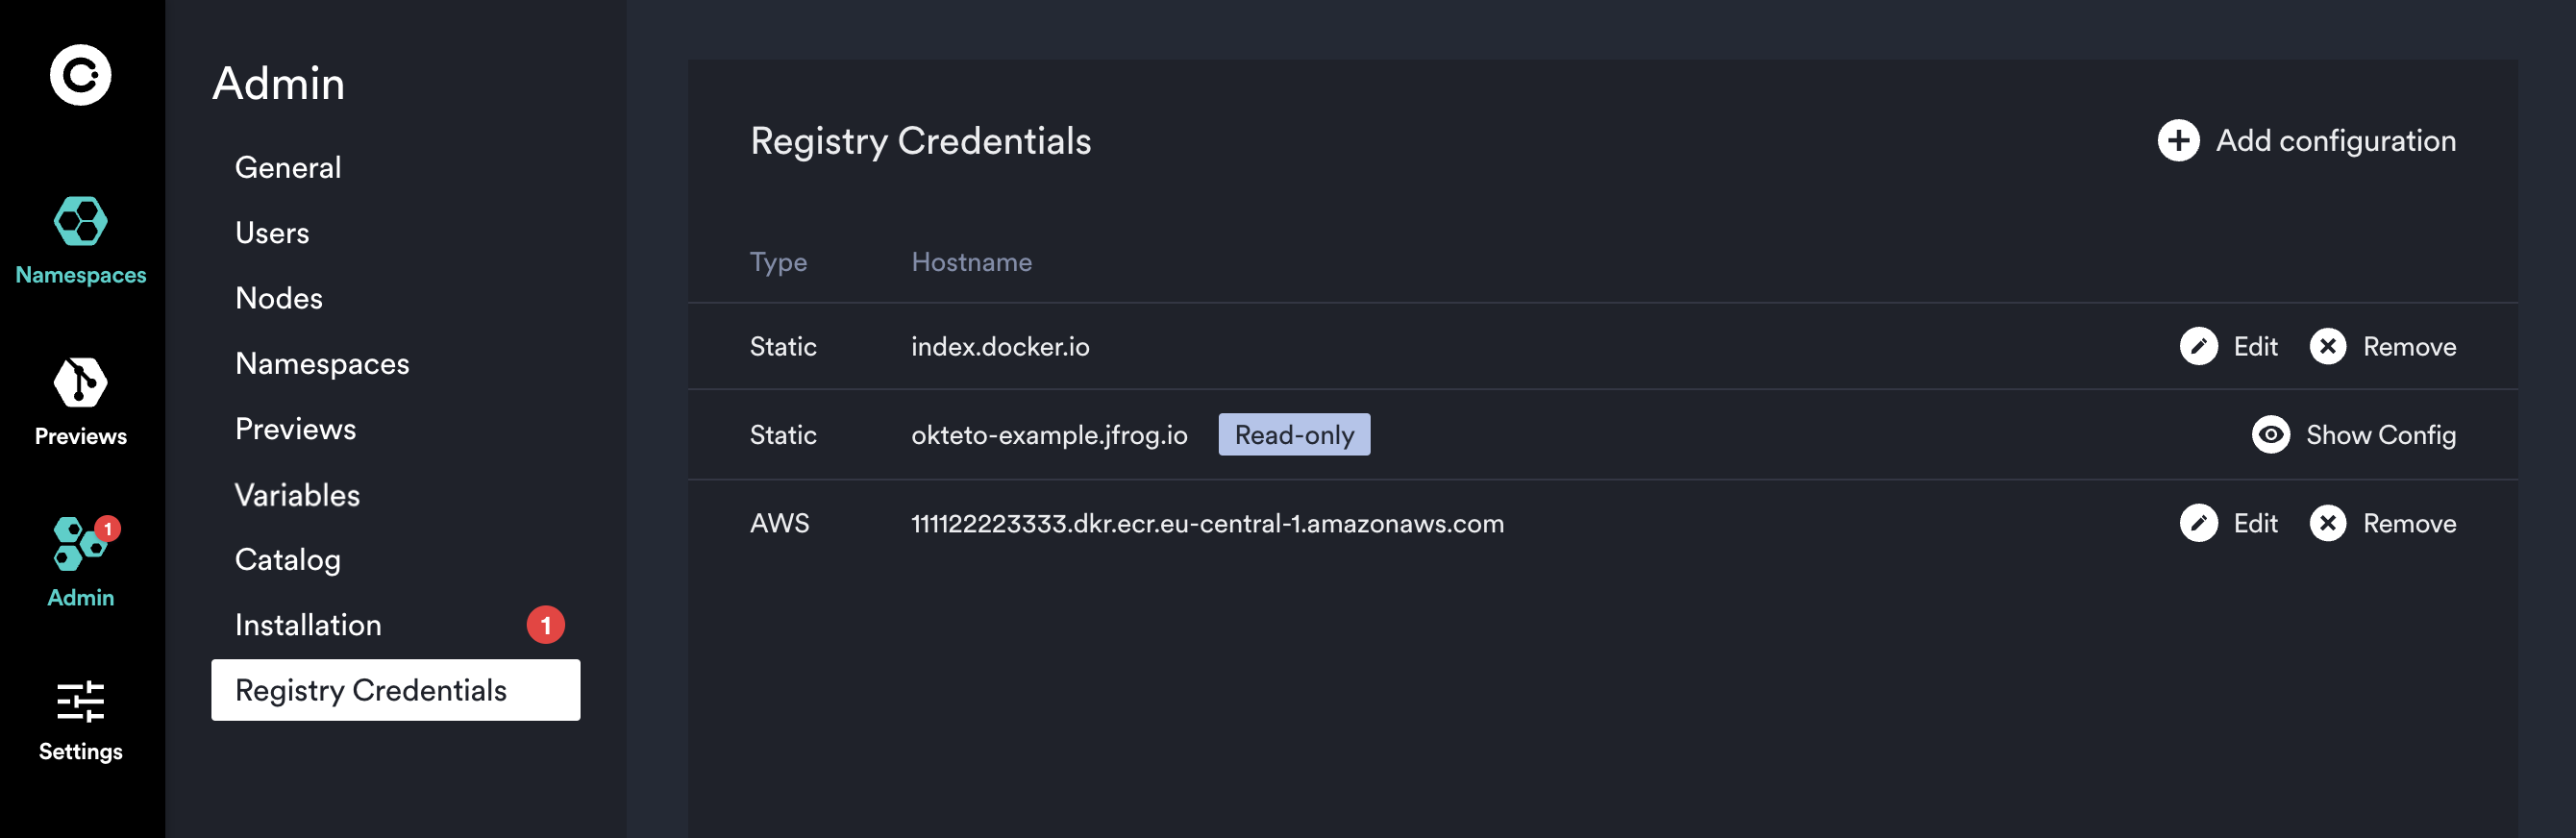 Namespaces
Previews
1
Admin
Settings
Admin
General
Users
Nodes
Namespaces
Previews
Variables
Catalog
Installation 1
Registry Credentials
Registry Credentials Add configuration
Type Hostname
Static index.docker.io Edit Remove
Static okteto-example.jfrog.io Read-only Show Config
AWS 111122223333.dkr.ecr.eu-central-1.amazonaws.com Edit Remove